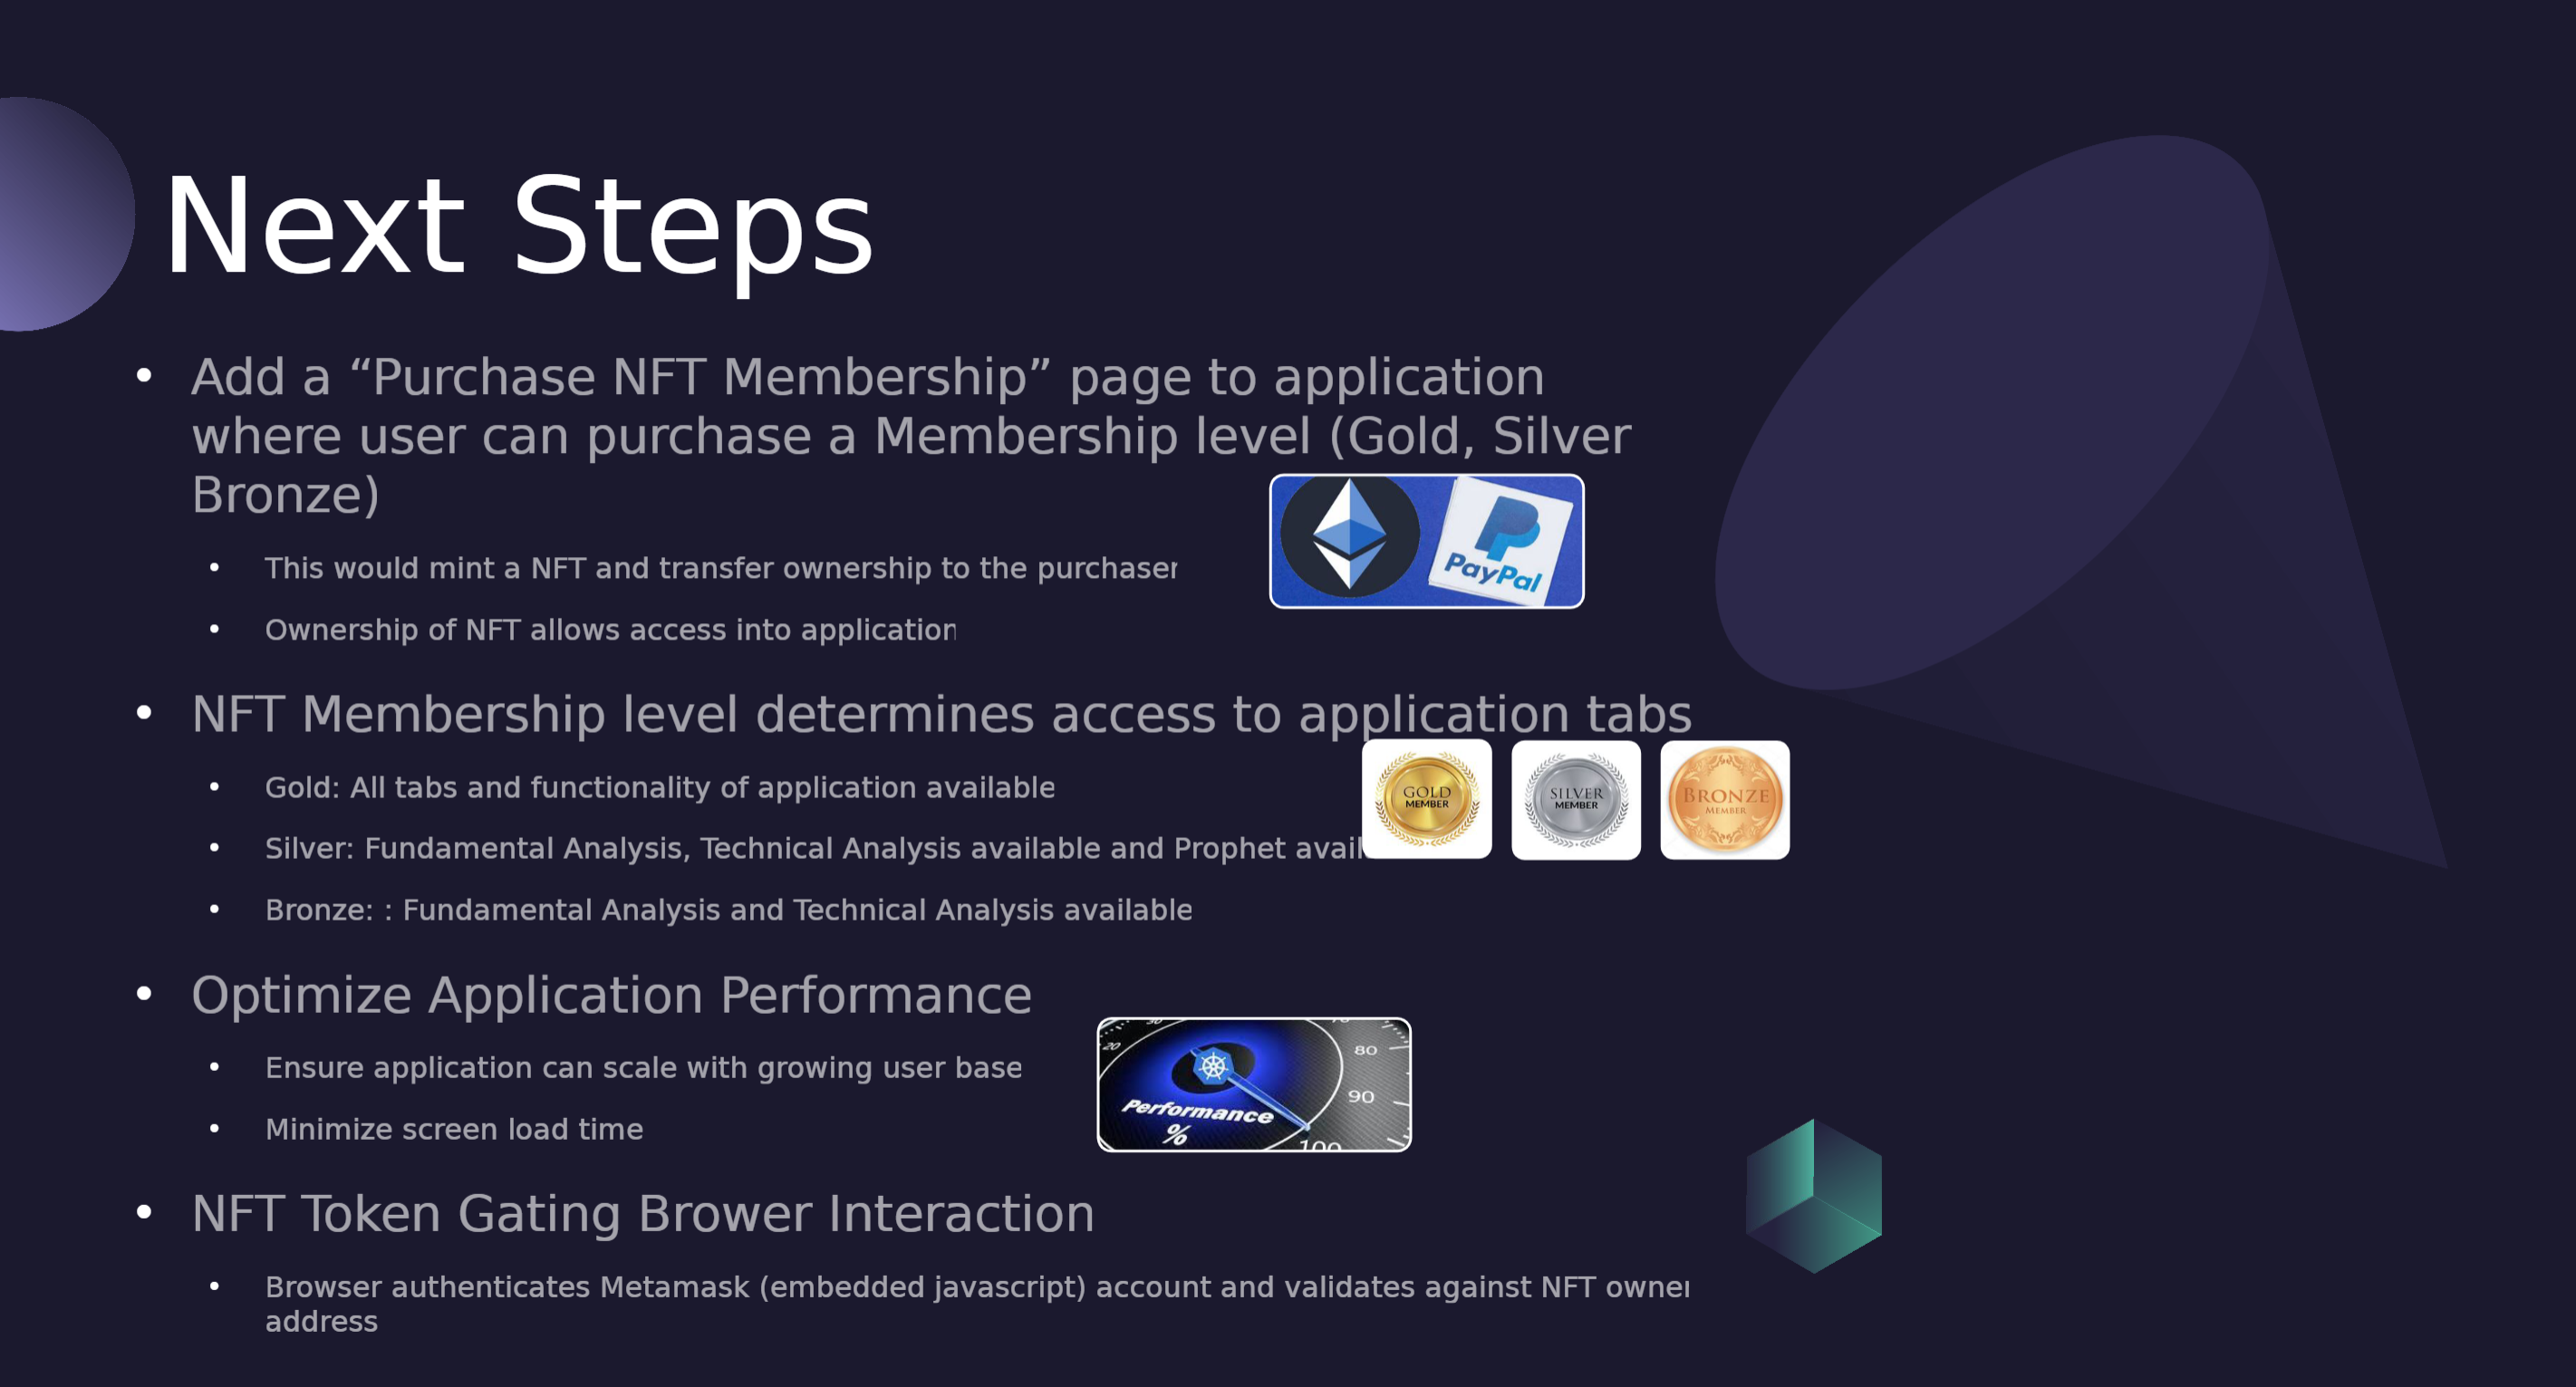 Next Steps
• Add a “Purchase NFT Membership” page to application
where user can purchase a Membership level (Gold, Silver
Bronze)
PayPal
• This would mint a NFT and transfer ownership to the purchaser
• Ownership of NFT allows access into application
• NFT Membership level determines access to application tabs
GOLD
MEMBER
SILVER
MEMBER
BRONZE
MEMBER
• Gold: All tabs and functionality of application available
• Silver: Fundamental Analysis, Technical Analysis available and Prophet avail
• Bronze: : Fundamental Analysis and Technical Analysis available
• Optimize Application Performance
• Ensure application can scale with growing user base
• Minimize screen load time
20
80
90
100
Performance
%
• NFT Token Gating Brower Interaction
• Browser authenticates Metamask (embedded javascript) account and validates against NFT owner
address